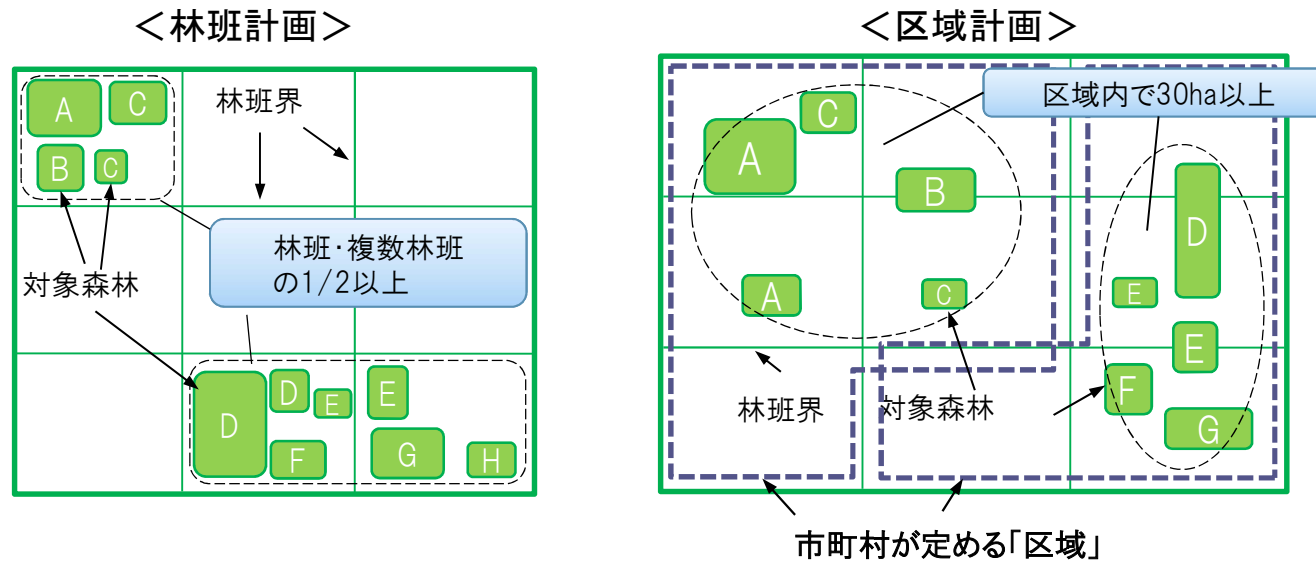 ＜林班計画＞
A
C
B
C
林班界
対象森林
林班・複数林班
の1/2以上
D
D
E
F
E
G
H
＜区域計画＞
区域内で30ha以上
A
C
B
A
C
D
E
E
F
G
林班界
対象森林
市町村が定める「区域」